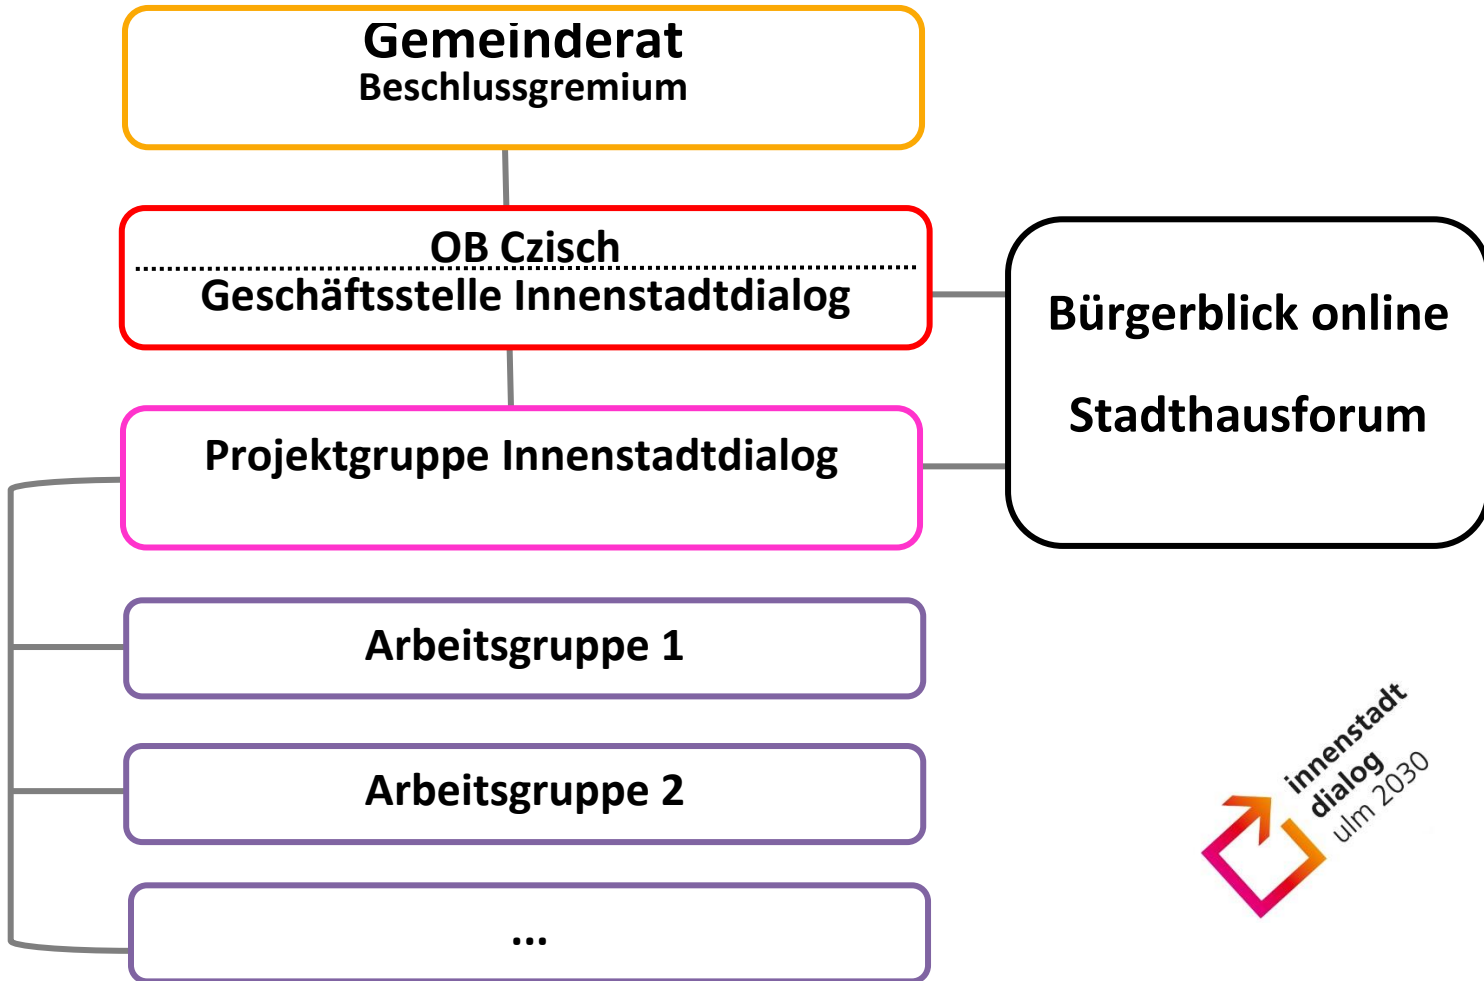 Gemeinderat
Beschlussgremium
OB Czisch
Geschäftsstelle Innenstadtdialog
Bürgerblick online
Stadthausforum
Projektgruppe Innenstadtdialog
Arbeitsgruppe 1
Arbeitsgruppe 2
...
innenstadt
dialog
ulm 2030